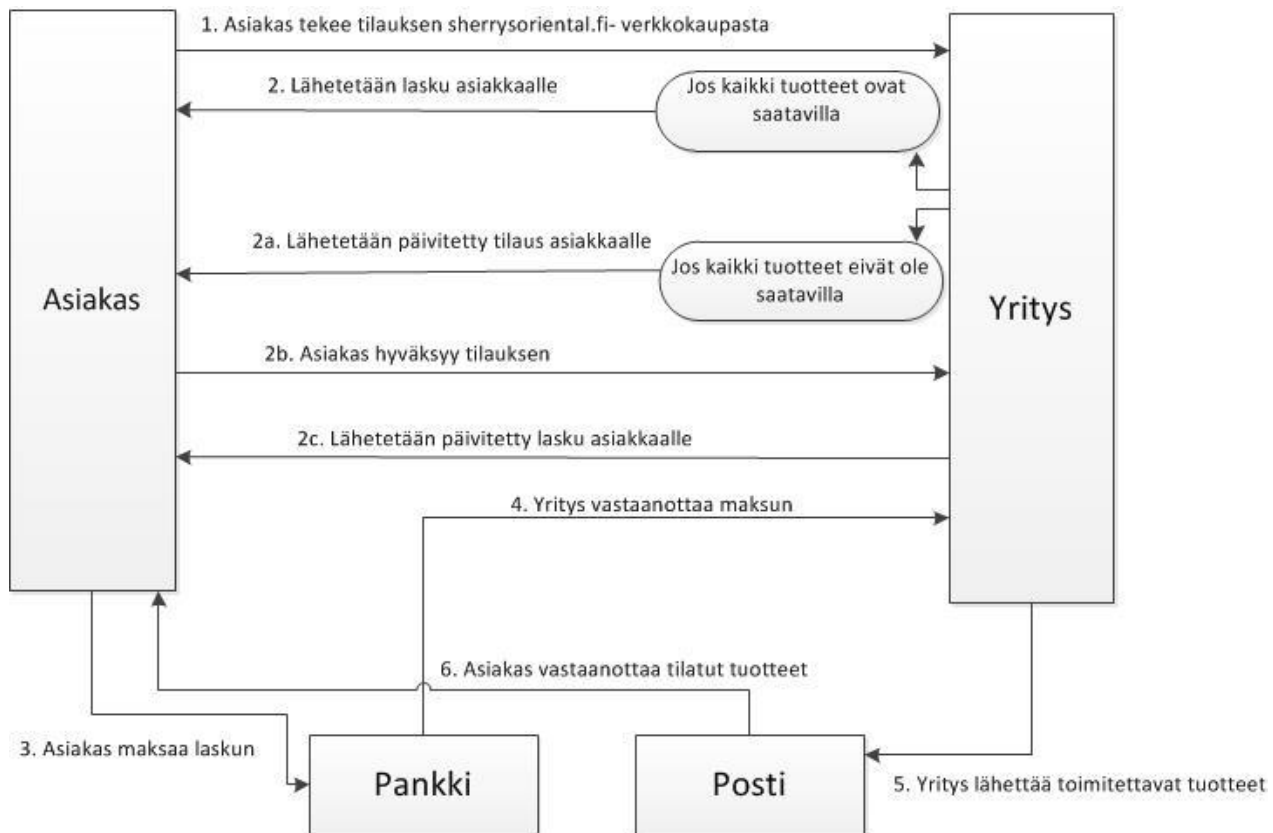 1. Asiakas tekee tilauksen sherrysoriental.fi- verkkokaupasta
2. Lähetetään lasku asiakkaalle
Jos kaikki tuotteet ovat
saatavilla
2a. Lähetetään päivitetty tilaus asiakkaalle
Jos kaikki tuotteet eivät ole
saatavilla
Asiakas
Yritys
2b. Asiakas hyväksyy tilauksen
2c. Lähetetään päivitetty lasku asiakkaalle
4. Yritys vastaanottaa maksun
6. Asiakas vastaanottaa tilatut tuotteet
3. Asiakas maksaa laskun
Pankki
Posti
5. Yritys lähettää toimitettavat tuotteet